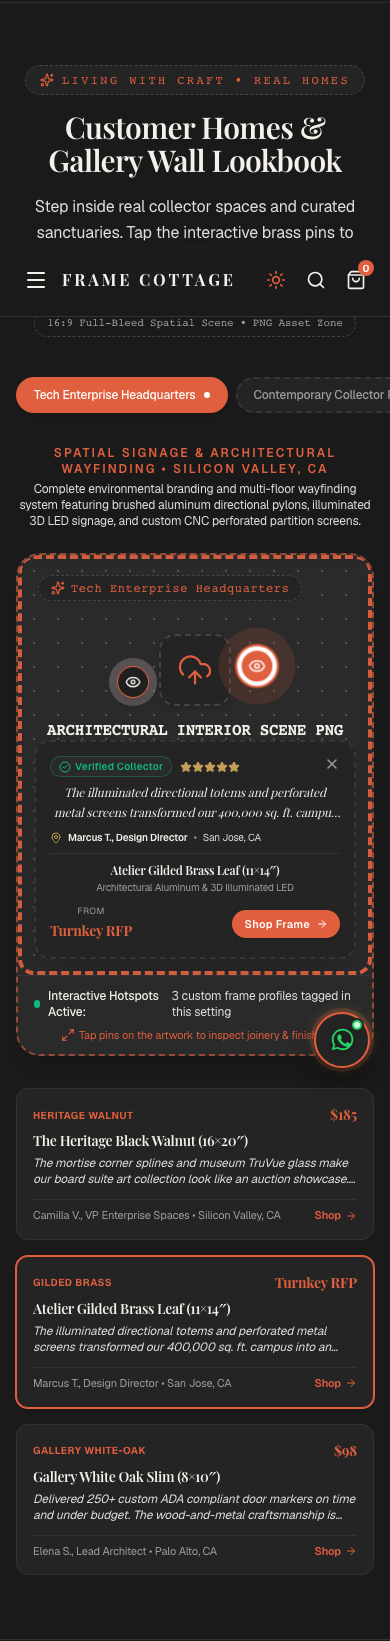 LIVING WITH CRAFT • REAL HOMES
Customer Homes &
Gallery Wall Lookbook
Step inside real collector spaces and curated
sanctuaries. Tap the interactive brass pins to
FRAME COTTAGE
0
16:9 Full-Bleed Spatial Scene • PNG Asset Zone
Tech Enterprise Headquarters
Contemporary Collector
SPATIAL SIGNAGE & ARCHITECTURAL
WAYFINDING • SILICON VALLEY, CA
Complete environmental branding and multi-floor wayfinding
system featuring brushed aluminum directional pylons, illuminated
3D LED signage, and custom CNC perforated partition screens.
Tech Enterprise Headquarters
ARCHITECTURAL INTERIOR SCENE PNG
Verified Collector
The illuminated directional totems and perforated
metal screens transformed our 400,000 sq. ft. campu...
Marcus T., Design Director • San Jose, CA
Atelier Gilded Brass Leaf (11×14″)
Architectural Aluminum & 3D Illuminated LED
FROM
Turnkey RFP
Shop Frame →
Interactive Hotspots
Active:
3 custom frame profiles tagged in
this setting
Tap pins on the artwork to inspect joinery &
HERITAGE WALNUT
$185
The Heritage Black Walnut (16×20″)
The mortise corner splines and museum TruVue glass make
our board suite art collection look like an auction showcase....
Camilla V., VP Enterprise Spaces • Silicon Valley, CA
Shop →
GILDED BRASS
Turnkey RFP
Atelier Gilded Brass Leaf (11×14″)
The illuminated directional totems and perforated metal
screens transformed our 400,000 sq. ft. campus into an...
Marcus T., Design Director • San Jose, CA
Shop →
GALLERY WHITE-OAK
$98
Gallery White Oak Slim (8×10″)
Delivered 250+ custom ADA compliant door markers on time
and under budget. The wood-and-metal craftsmanship is...
Elena S., Lead Architect • Palo Alto, CA
Shop →